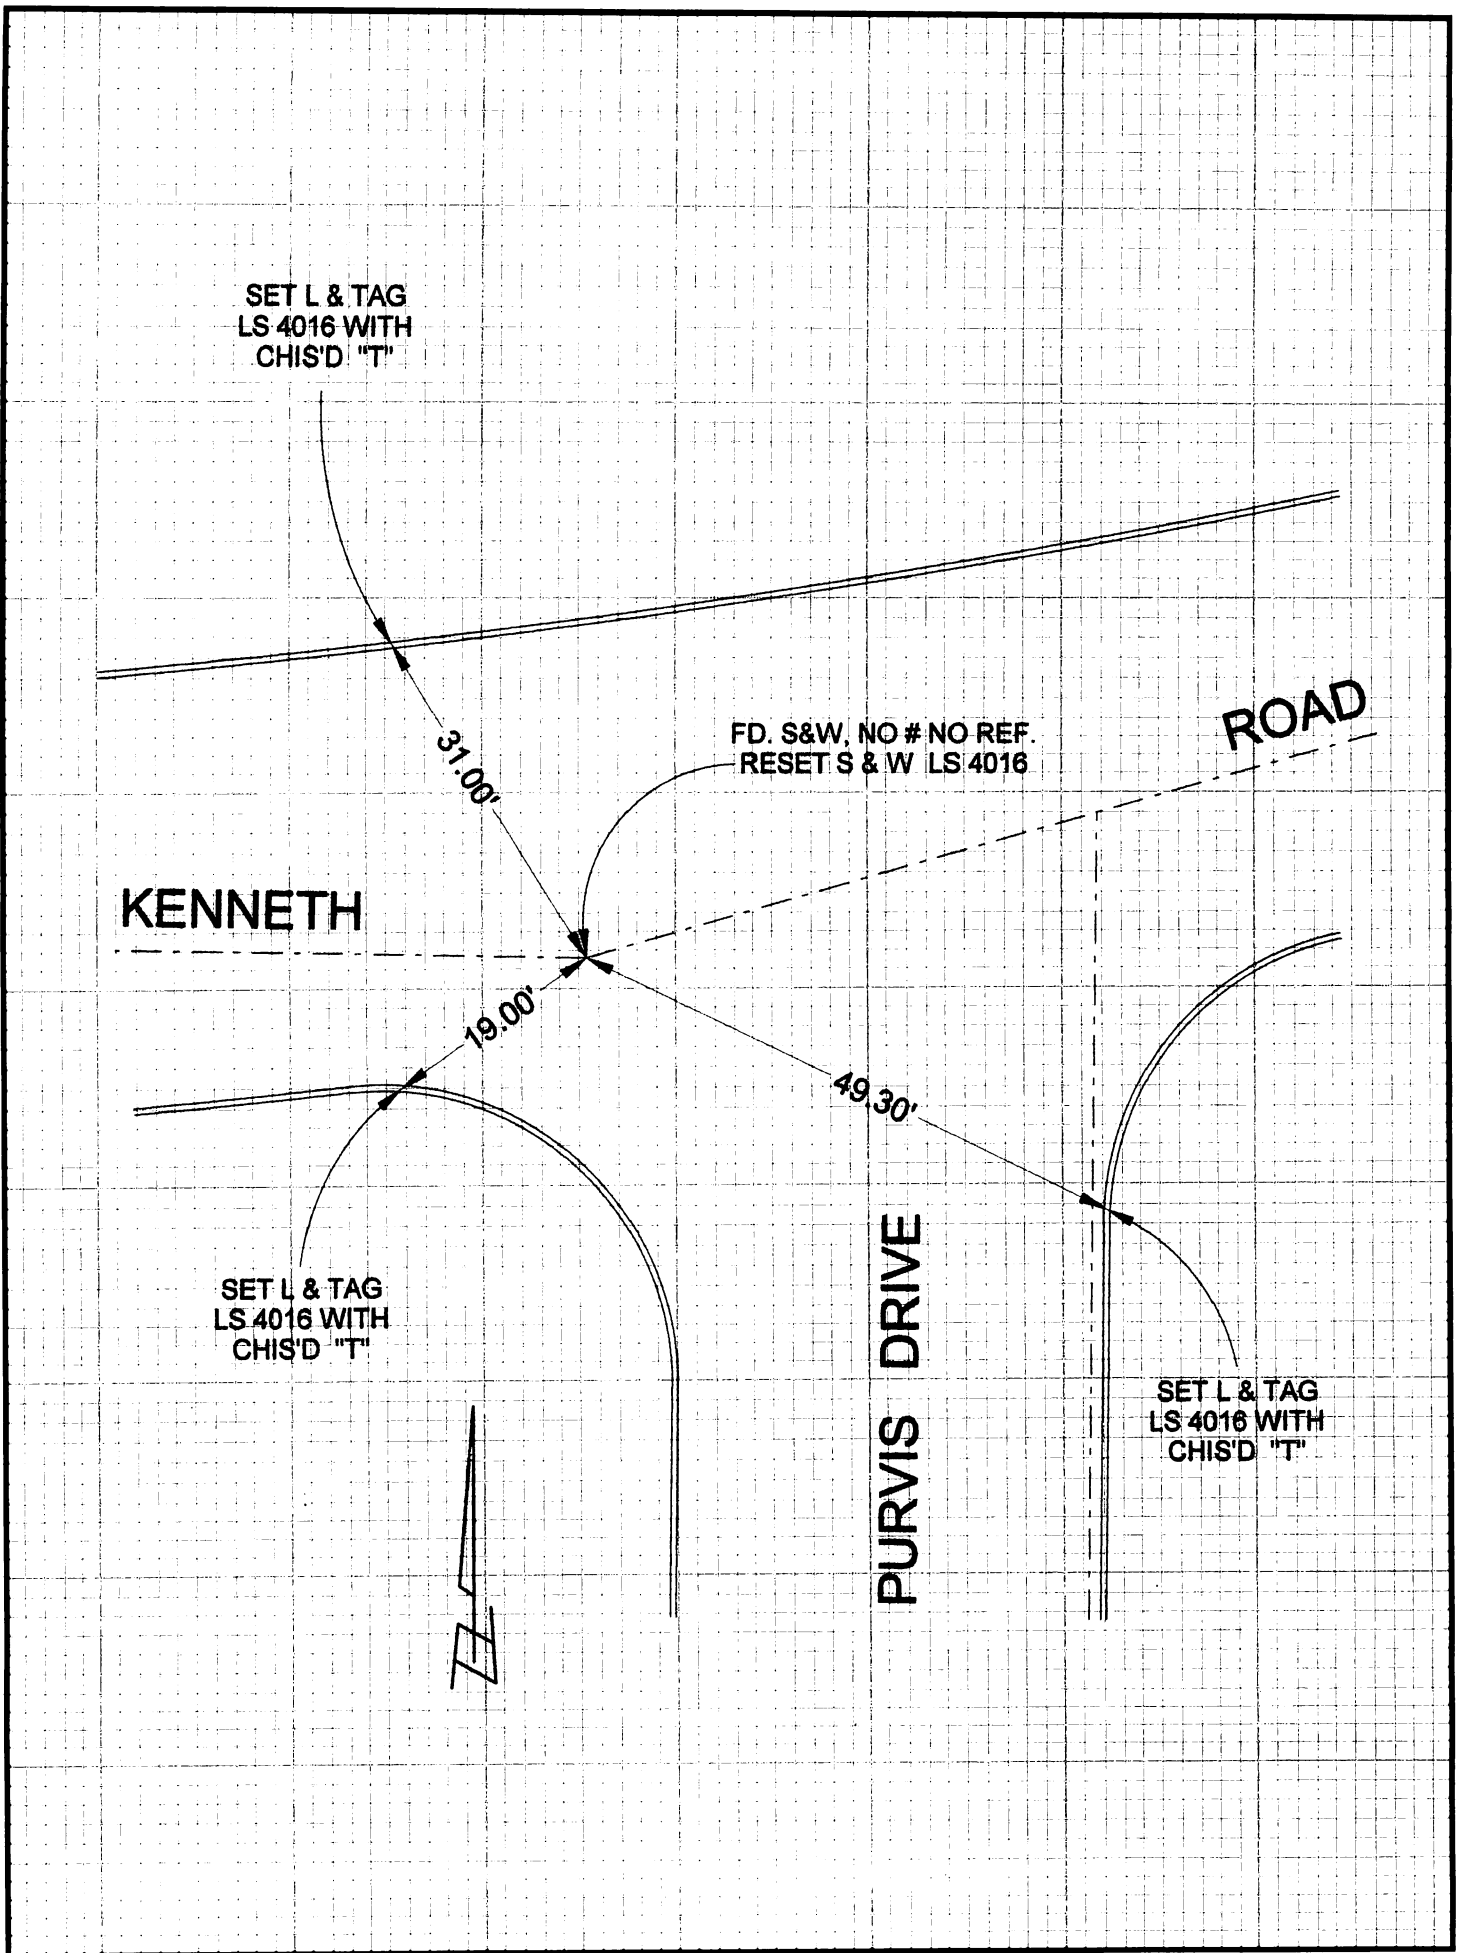 SET L & TAG
LS 4016 WITH
CHIS'D "T"
31.00'
FD. S&W, NO # NO REF.
RESET S & W LS 4016
ROAD
KENNETH
19.00'
49.30'
SET L & TAG
LS 4016 WITH
CHIS'D "T"
PURVIS DRIVE
SET L & TAG
LS 4016 WITH
CHIS'D "T"